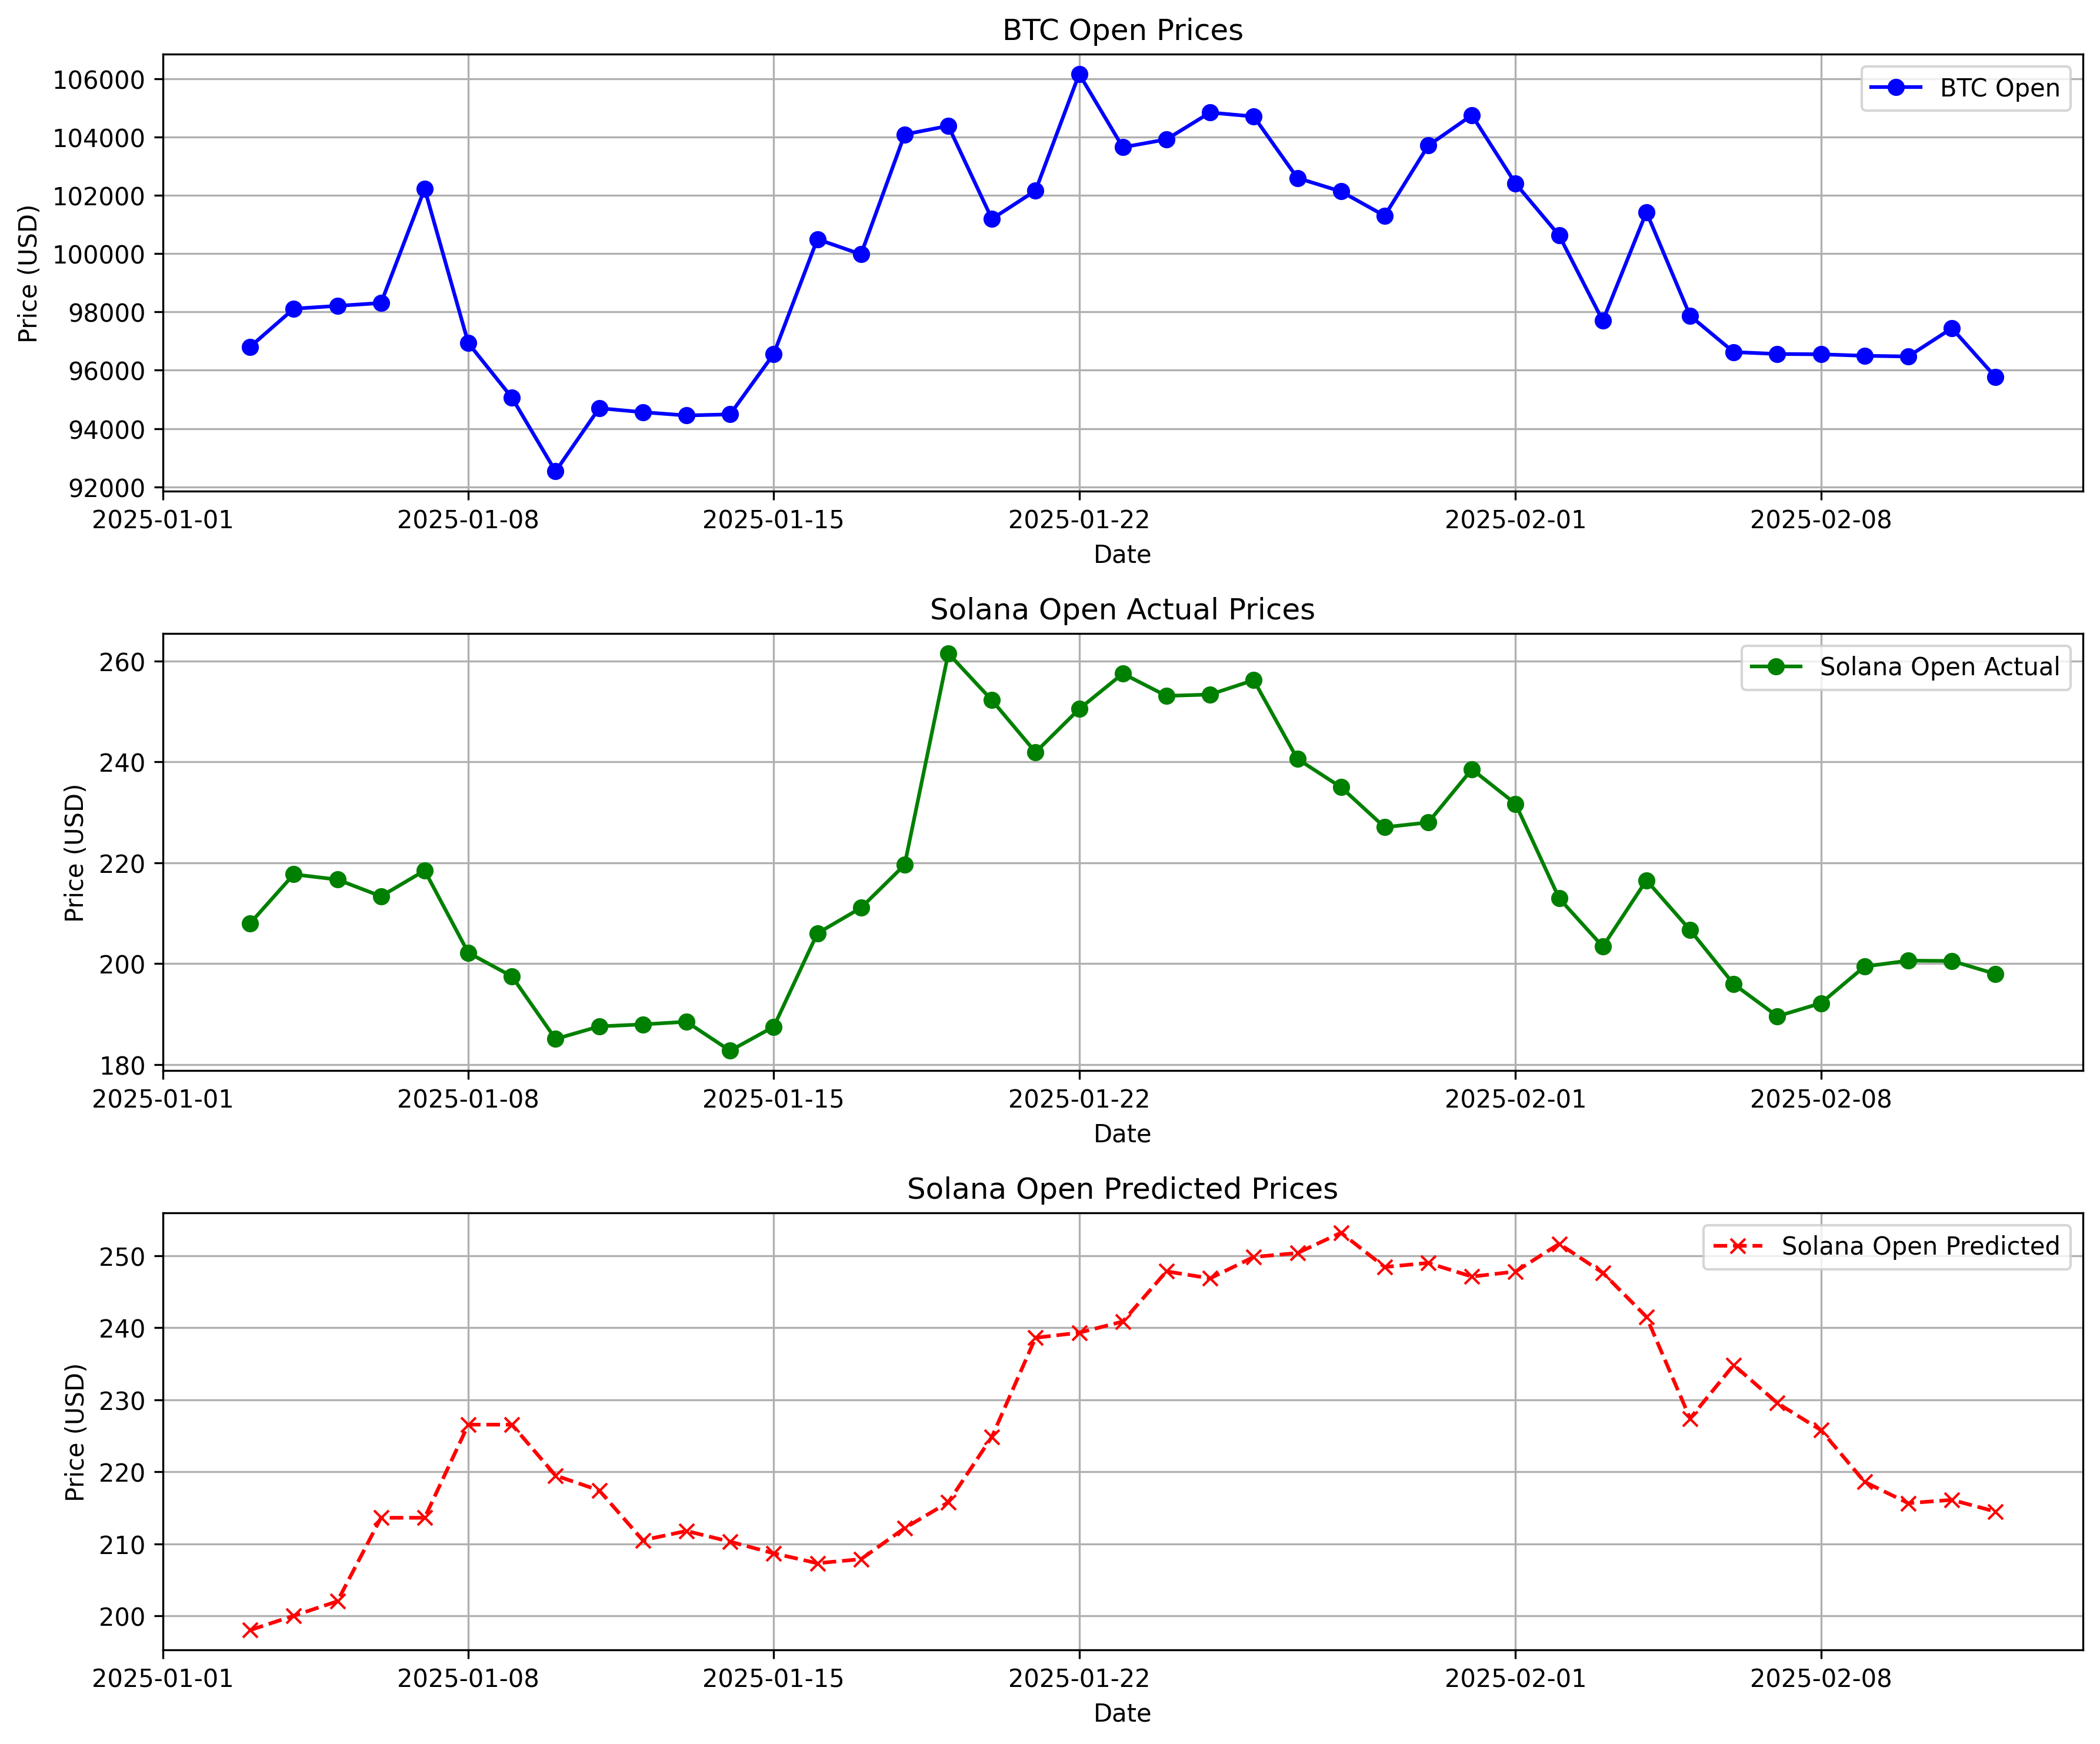 BTC Open Prices
BTC Open
Price (USD)
106000
104000
102000
100000
98000
96000
94000
92000
2025-01-01 2025-01-08 2025-01-15 2025-01-22 2025-02-01 2025-02-08
Date
Solana Open Actual Prices
Solana Open Actual
Price (USD)
260
240
220
200
180
2025-01-01 2025-01-08 2025-01-15 2025-01-22 2025-02-01 2025-02-08
Date
Solana Open Predicted Prices
Solana Open Predicted
Price (USD)
250
240
230
220
210
200
2025-01-01 2025-01-08 2025-01-15 2025-01-22 2025-02-01 2025-02-08
Date